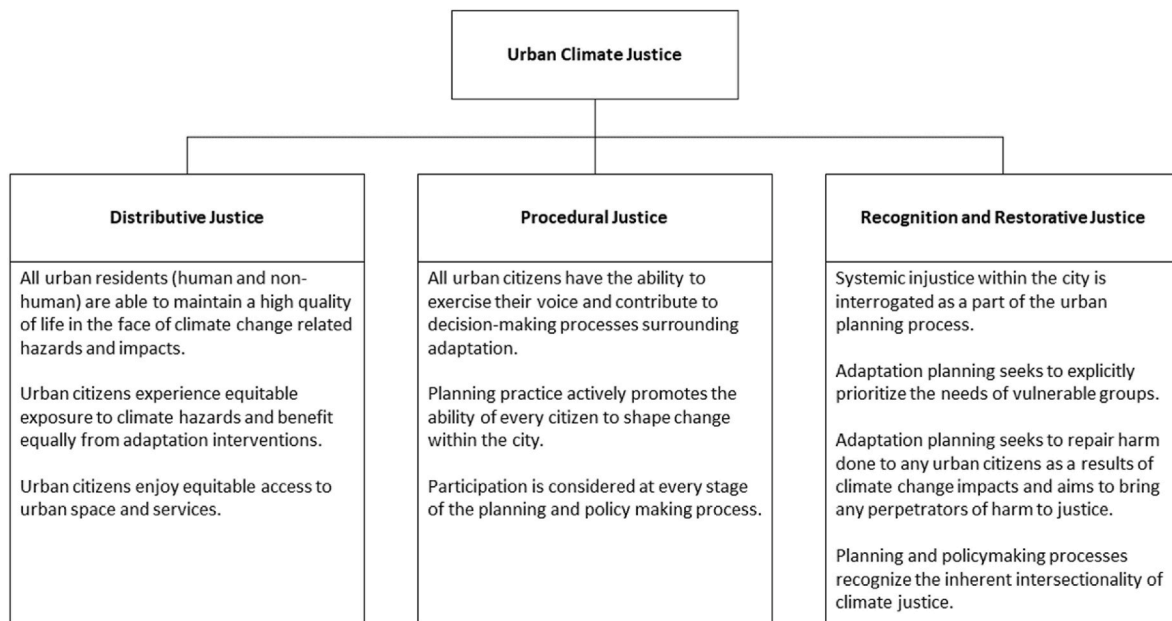 Urban Climate Justice
Distributive Justice
All urban residents (human and non-
human) are able to maintain a high quality
of life in the face of climate change related
hazards and impacts.
Urban citizens experience equitable
exposure to climate hazards and benefit
equally from adaptation interventions.
Urban citizens enjoy equitable access to
urban space and services.
Procedural Justice
All urban citizens have the ability to
exercise their voice and contribute to
decision-making processes surrounding
adaptation.
Planning practice actively promotes the
ability of every citizen to shape change
within the city.
Participation is considered at every stage
of the planning and policy making process.
Recognition and Restorative Justice
Systemic injustice within the city is
interrogated as a part of the urban
planning process.
Adaptation planning seeks to explicitly
prioritize the needs of vulnerable groups.
Adaptation planning seeks to repair harm
done to any urban citizens as a results of
climate change impacts and aims to bring
any perpetrators of harm to justice.
Planning and policymaking processes
recognize the inherent intersectionality of
climate justice.